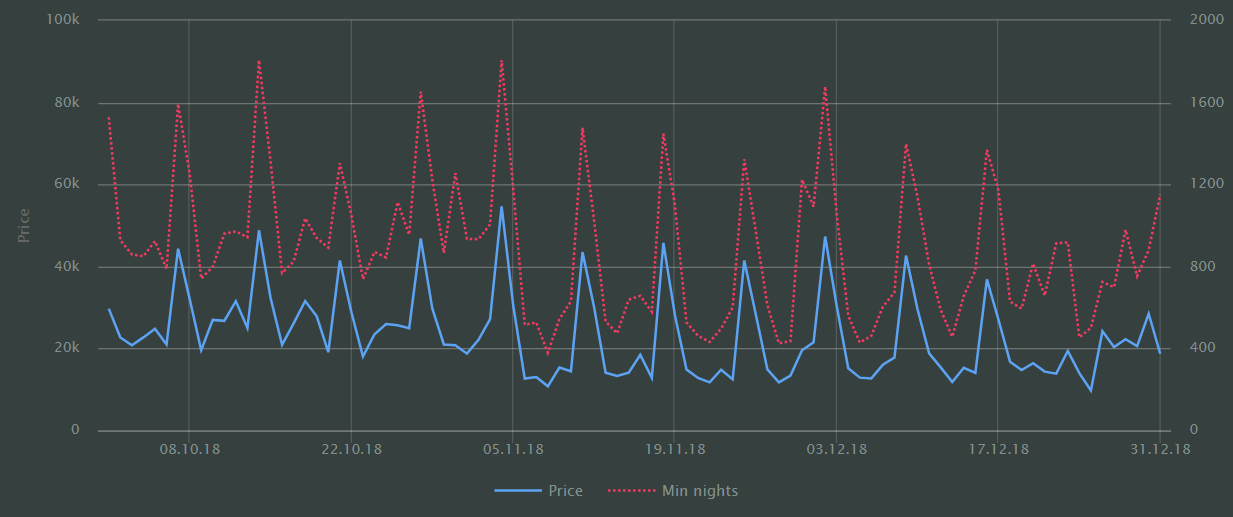 100k
2000
80k
1600
60k
1200
Price
40k
800
20k
400
0
0
08.10.18
22.10.18
05.11.18
19.11.18
03.12.18
17.12.18
31.12.18
Price
Min nights